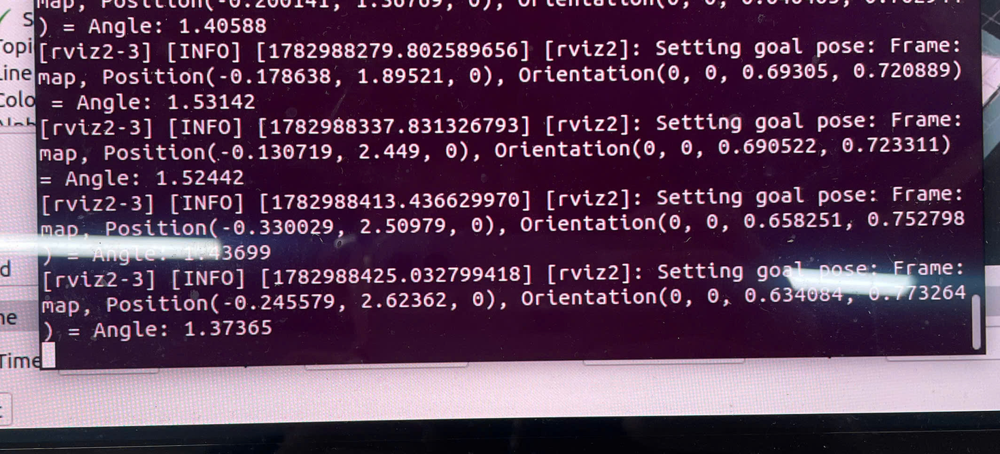 ) = Angle: 1.40588
[rviz2-3] [INFO] [1782988279.802589656] [rviz2]: Setting goal pose: Frame:
map, Position(-0.178638, 1.89521, 0), Orientation(0, 0, 0.69305, 0.720889)
= Angle: 1.53142
[rviz2-3] [INFO] [1782988337.831326793] [rviz2]: Setting goal pose: Frame:
map, Position(-0.130719, 2.449, 0), Orientation(0, 0, 0.690522, 0.723311)
= Angle: 1.52442
[rviz2-3] [INFO] [1782988413.436629970] [rviz2]: Setting goal pose: Frame:
map, Position(-0.330029, 2.50979, 0), Orientation(0, 0, 0.658251, 0.752798
) = Angle: 1.43699
[rviz2-3] [INFO] [1782988425.032799418] [rviz2]: Setting goal pose: Frame:
map, Position(-0.245579, 2.62362, 0), Orientation(0, 0, 0.634084, 0.773264
) = Angle: 1.37365
Time